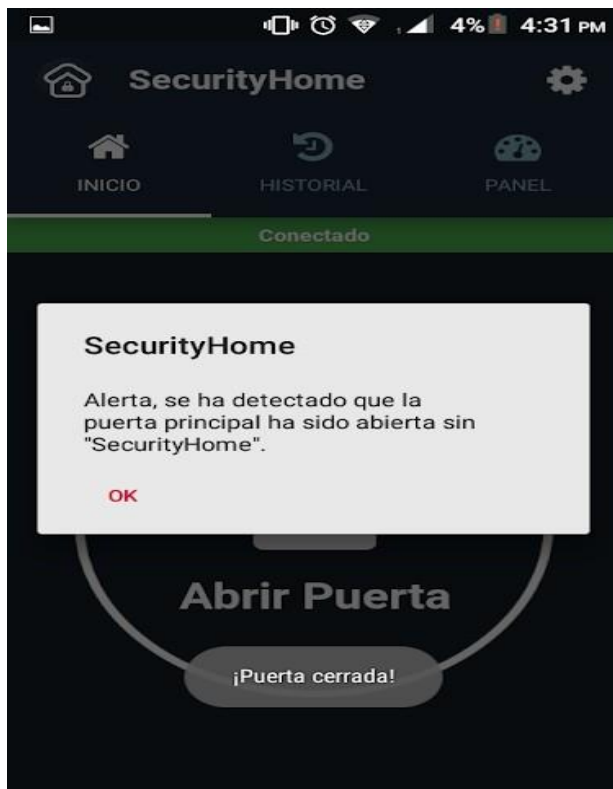 4% 4:31 PM
SecurityHome
INICIO HISTORIAL PANEL
Conectado
SecurityHome
Alerta, se ha detectado que la
puerta principal ha sido abierta sin
"SecurityHome".
OK
Abrir Puerta
¡Puerta cerrada!